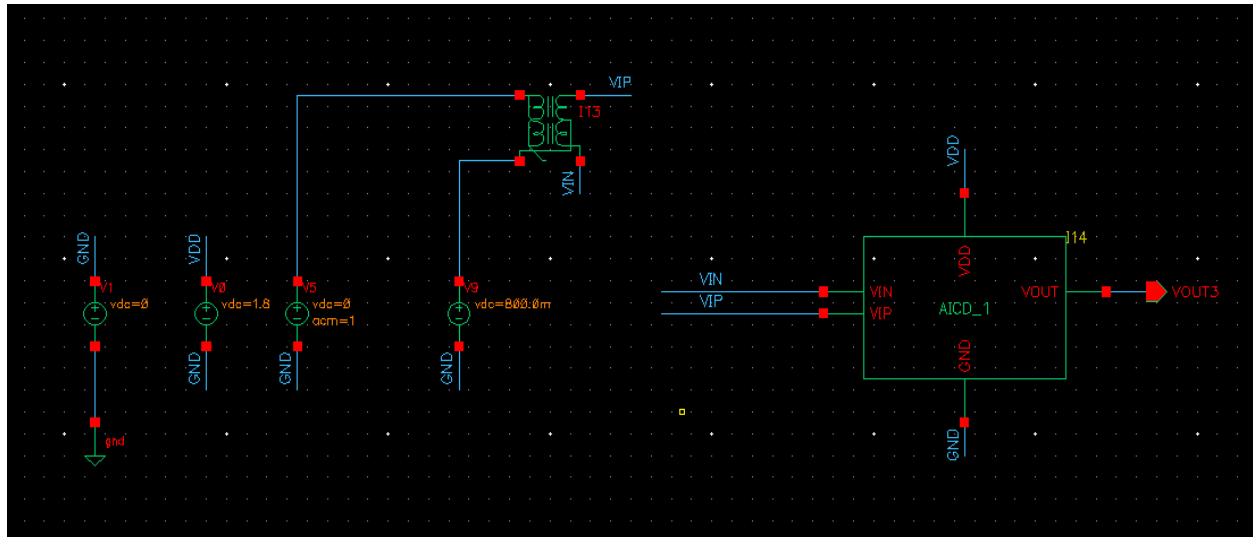 VIP
I13
VIN
VDD
GND
VDD
I14
V1
vdc=0
V0
vdc=1.8
V5
vdc=0
acm=1
V9
vdc=800.0m
VIN
VIP
VDD
VIN
VIP
VOUT
AICD_1
GND
VOUT3
GND
GND
GND
GND
gnd